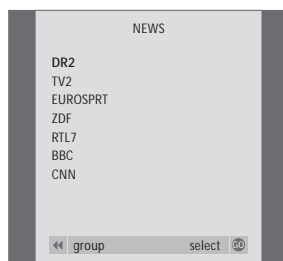 NEWS
DR2
TV2
EUROSPRT
ZDF
RTL7
BBC
CNN
group select GO